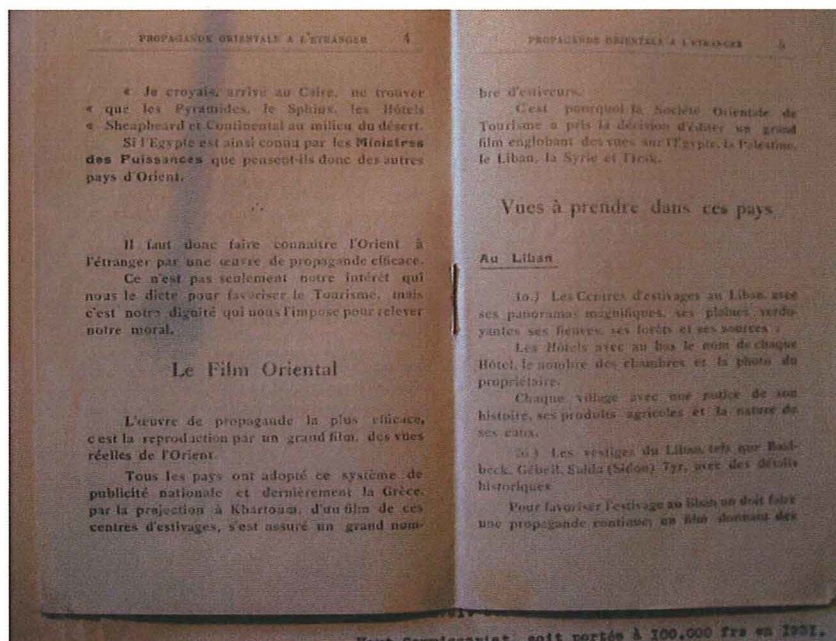 PROPAGANDE ORIENTALE A L'ETRANGER 4
« Je croyais, arrivé au Caire, ne trouver
« que les Pyramides, le Sphinx, les Hôtels
« Sheapheard et Continental au milieu du désert.
Si l'Egypte est ainsi connu par les Ministres
des Puissances que pensent-ils donc des autres
pays d'Orient.
Il faut donc faire connaitre l'Orient à
l'étranger par une œuvre de propagande efficace.
Ce n'est pas seulement notre intérêt qui
nous le dicte pour favoriser le Tourisme, mais
c'est notre dignité qui nous l'impose pour relever
notre moral.
Le Film Oriental
L'œuvre de propagande la plus efficace,
c'est la reproduction par un grand film, des vues
réelles de l'Orient
Tous les pays ont adopté ce système de
publicité nationale et dernièrement la Grèce,
par la projection à Khartoum, d'un film de ces
centres d'estivages, s'est assuré un grand nom-
PROPAGENDE ORIENTALE A L'ETRANGER 5
bre d'estiveurs.
C'est pourquoi la Société Orientale de
Tourisme a pris la décision d'éditer un grand
film englobant des vues sur l'Egypte, la Palestine,
le Liban, la Syrie et l'Irak.
Vues à prendre dans ces pays
Au Liban
1o.) Les Centres d'estivages au Liban, avec
ses panoramas magnifiques, ses plaines verdo-
yantes ses fleuves, ses forêts et ses sources ;
Les Hôtels avec au bas le nom de chaque
Hôtel, le nombre des chambres et la photo du
propriétaire.
Chaque village avec une notice de son
histoire, ses produits agricoles et la nature de
ses eaux.
2o.) Les vestiges du Liban, tels que Baal-
beck, Gébeil, Saida (Sidon) Tyr, avec des détails
historiques
Pour favoriser l'estivage au liban on doit faire
une propagande continue; un film donnant des
Haut Commissariat, soit portée à 100.000 frs en 1931.